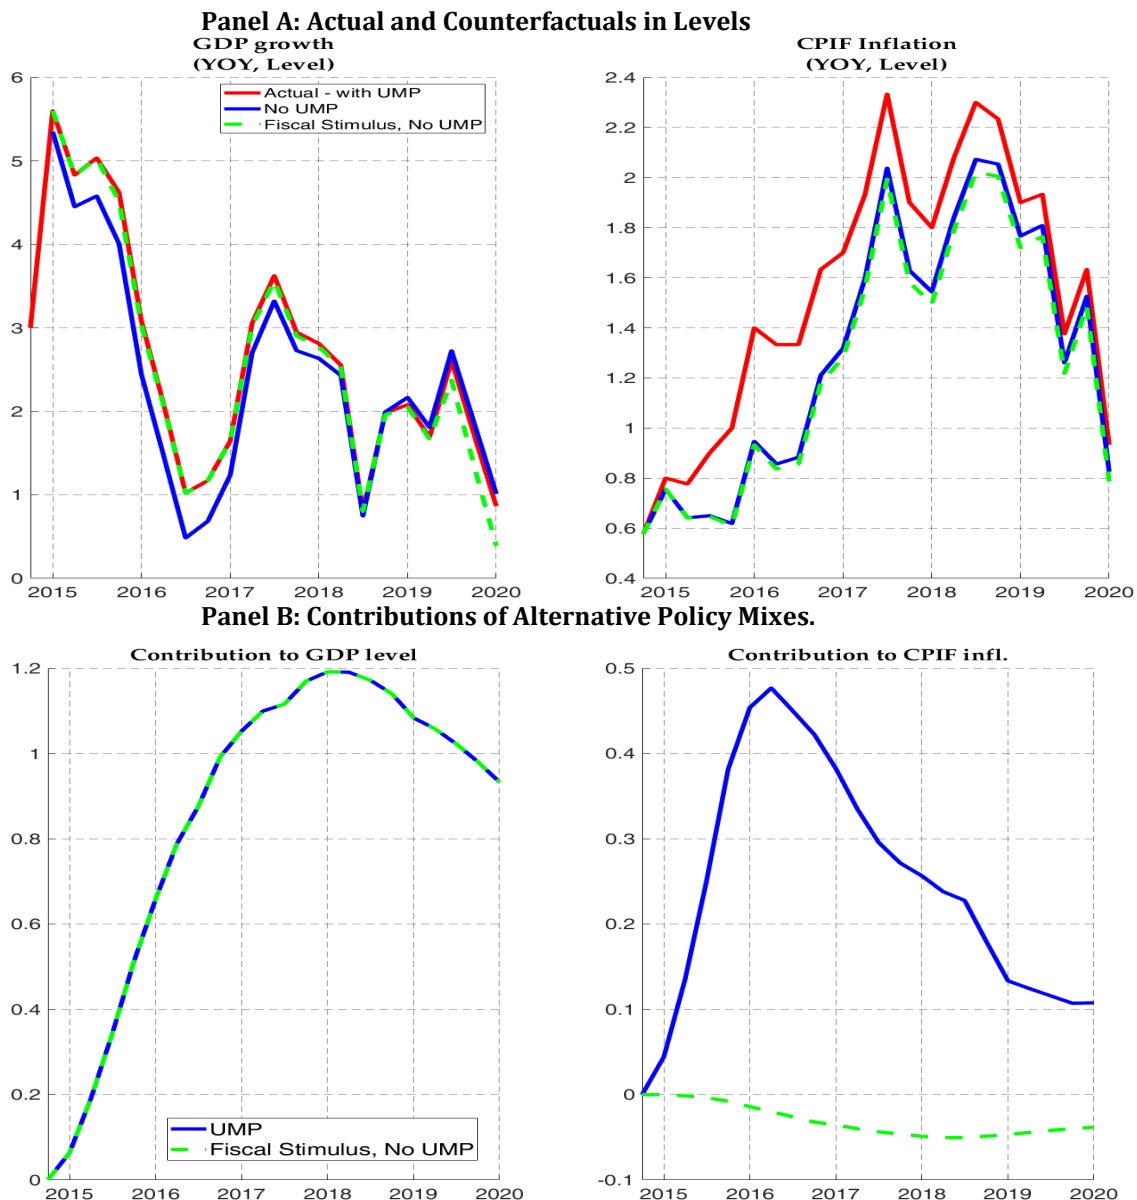 Panel A: Actual and Counterfactuals in Levels
GDP growth
(YOY, Level)
6
5
4
3
2
1
0
2015 2016 2017 2018 2019 2020
Actual - with UMP
No UMP
Fiscal Stimulus, No UMP
CPIF Inflation
(YOY, Level)
2.4
2.2
2
1.8
1.6
1.4
1.2
1
0.8
0.6
0.4
2015 2016 2017 2018 2019 2020
Panel B: Contributions of Alternative Policy Mixes.
Contribution to GDP level
1.2
1
0.8
0.6
0.4
0.2
0
2015 2016 2017 2018 2019 2020
UMP
Fiscal Stimulus, No UMP
Contribution to CPIF infl.
0.5
0.4
0.3
0.2
0.1
0
-0.1
2015 2016 2017 2018 2019 2020